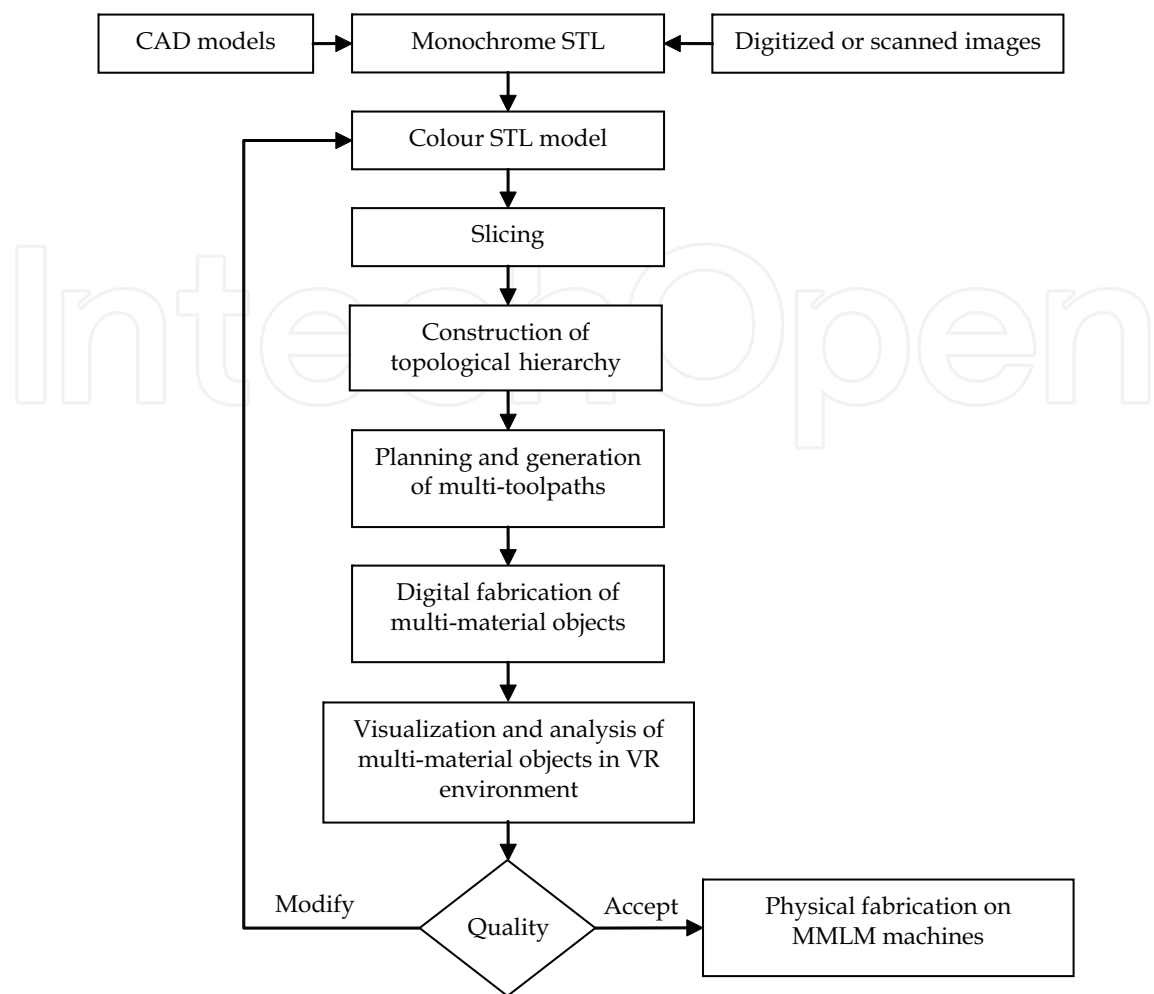 CAD models
Monochrome STL
Digitized or scanned images
Colour STL model
Slicing
IntechOpen
Construction of
topological hierarchy
Planning and generation
of multi-toolpaths
Digital fabrication of
multi-material objects
Visualization and analysis of
multi-material objects in VR
environment
Modify
Quality
Accept
Physical fabrication on
MMLM machines